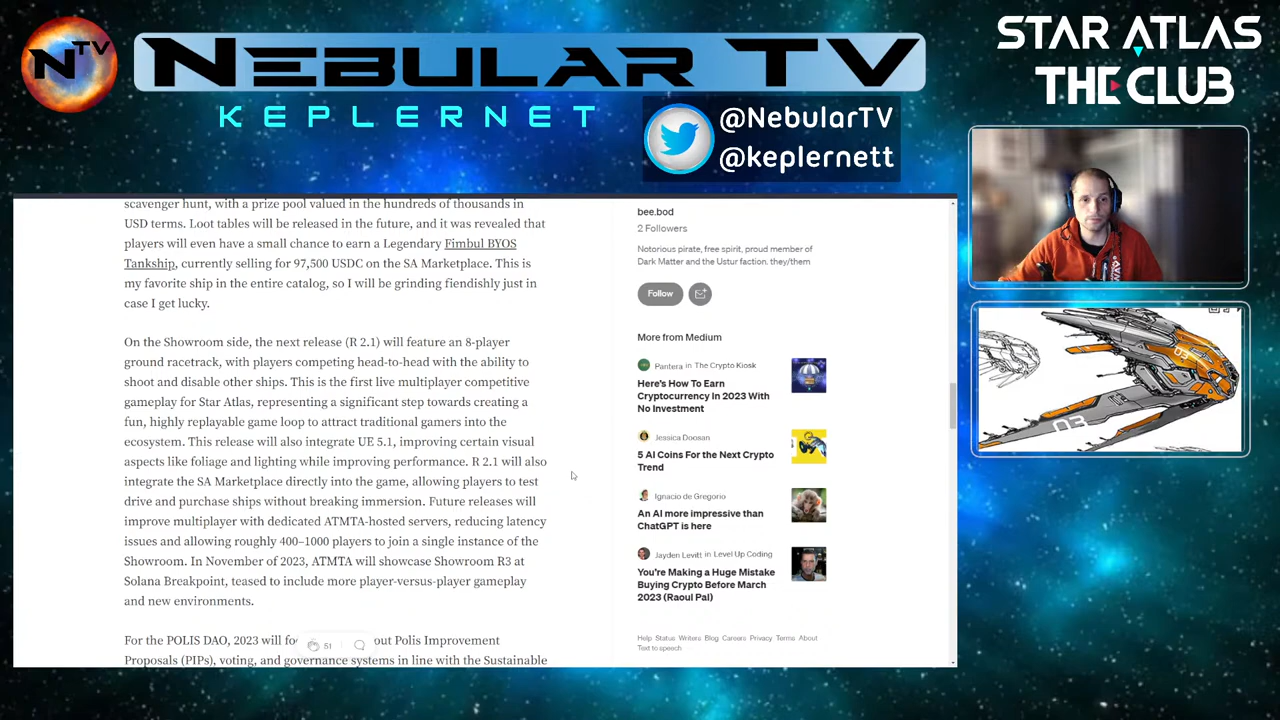 NTV
NEBULAR TV
KEPLERNET
@NebularTV
@keplernett
STAR ATLAS
THE CLUB
scavenger hunt, with a prize pool valued in the hundreds of thousands in
USD terms. Loot tables will be released in the future, and it was revealed that
players will even have a small chance to earn a Legendary Fimbul BYOS
Tankship, currently selling for 97,500 USDC on the SA Marketplace. This is
my favorite ship in the entire catalog, so I will be grinding fiendishly just in
case I get lucky.
On the Showroom side, the next release (R 2.1) will feature an 8-player
ground racetrack, with players competing head-to-head with the ability to
shoot and disable other ships. This is the first live multiplayer competitive
gameplay for Star Atlas, representing a significant step towards creating a
fun, highly replayable game loop to attract traditional gamers into the
ecosystem. This release will also integrate UE 5.1, improving certain visual
aspects like foliage and lighting while improving performance. R 2.1 will also
integrate the SA Marketplace directly into the game, allowing players to test
drive and purchase ships without breaking immersion. Future releases will
improve multiplayer with dedicated ATMTA-hosted servers, reducing latency
issues and allowing roughly 400–1000 players to join a single instance of the
Showroom. In November of 2023, ATMTA will showcase Showroom R3 at
Solana Breakpoint, teased to include more player-versus-player gameplay
and new environments.
For the POLIS DAO, 2023 will fo out Polis Improvement
Proposals (PIPs), voting, and governance systems in line with the Sustainable
51
bee.bod
2 Followers
Notorious pirate, free spirit, proud member of
Dark Matter and the Ustur faction. they/them
Follow
More from Medium
Pantera in The Crypto Kiosk
Here's How To Earn
Cryptocurrency In 2023 With
No Investment
Jessica Doosan
5 AI Coins For the Next Crypto
Trend
Ignacio de Gregorio
An AI more impressive than
ChatGPT is here
Jayden Levitt in Level Up Coding
You're Making a Huge Mistake
Buying Crypto Before March
2023 (Raoul Pal)
Help Status Writers Blog Careers Privacy Terms About
Text to speech
03
03